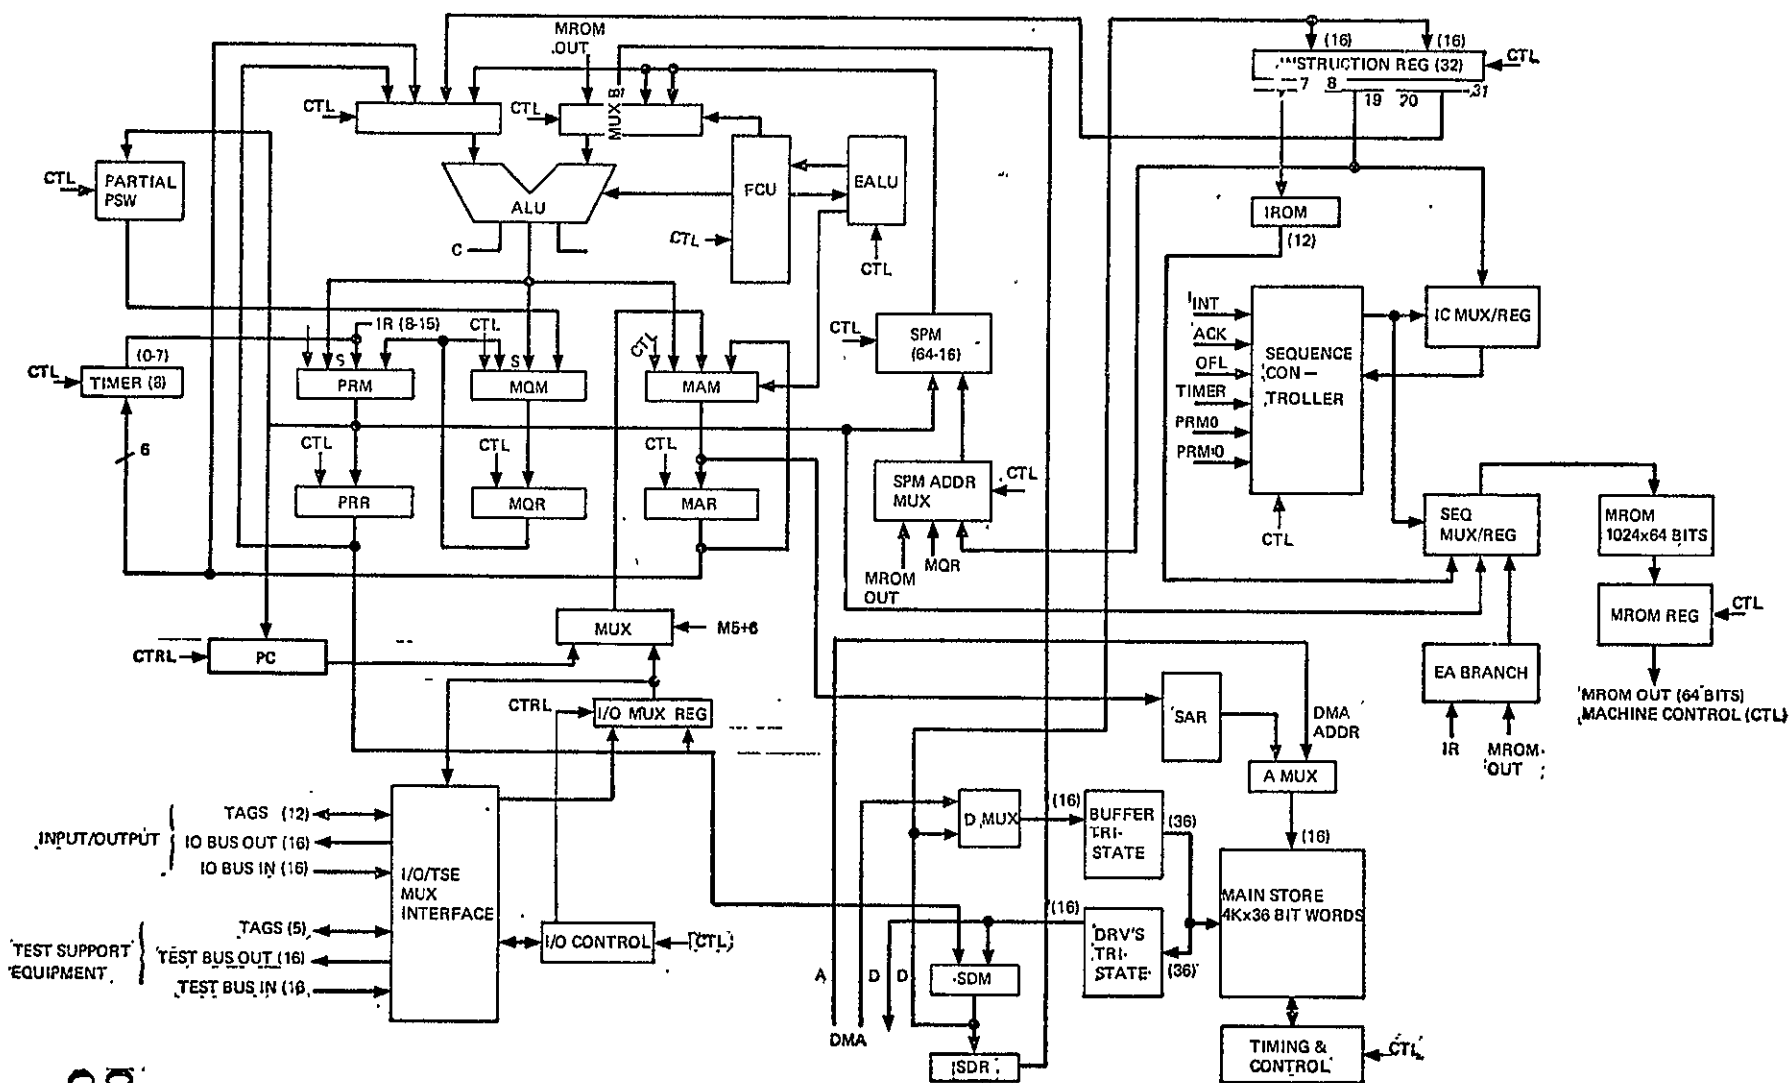 MROM
OUT
(16)
(16)
INSTRUCTION REG (32)
CTL
7
8
19
20
31
CTL
CTL
MUX B
CTL
PARTIAL
PSW
ALU
FCU
EALU
IROM
(12)
C
CTL
CTL
INT
ACK
OFL
TIMER
PRM0
SEQUENCE
CON-
TROLLER
IC MUX/REG
CTL
SPM
(64-16)
IR (8-15)
CTL
CTL
(0-7)
S
S
CTL
TIMER (8)
PRM
MQM
MAM
6
CTL
CTL
CTL
PRR
MQR
MAR
SPM ADDR
MUX
CTL
MROM
OUT
MQR
CTL
SEQ
MUX/REG
MROM
1024x64 BITS
MROM REG
CTL
MUX
M5+6
CTRL
PC
EA BRANCH
MROM OUT (64 BITS)
MACHINE CONTROL (CTL)
IR
MROM
OUT
CTRL
I/O MUX REG
SAR
DMA
ADDR
A MUX
(16)
INPUT/OUTPUT
TAGS (12)
IO BUS OUT (16)
IO BUS IN (16)
I/O/TSE
MUX
INTERFACE
D MUX
(16)
BUFFER
TRI-
STATE
(36)
MAIN STORE
4Kx36 BIT WORDS
TEST SUPPORT
EQUIPMENT
TAGS (5)
TEST BUS OUT (16)
TEST BUS IN (16
I/O CONTROL
(CTL)
A
D
D
(16)
DRV'S
TRI-
STATE
(36)
SDM
DMA
SDR
TIMING &
CONTROL
CTL